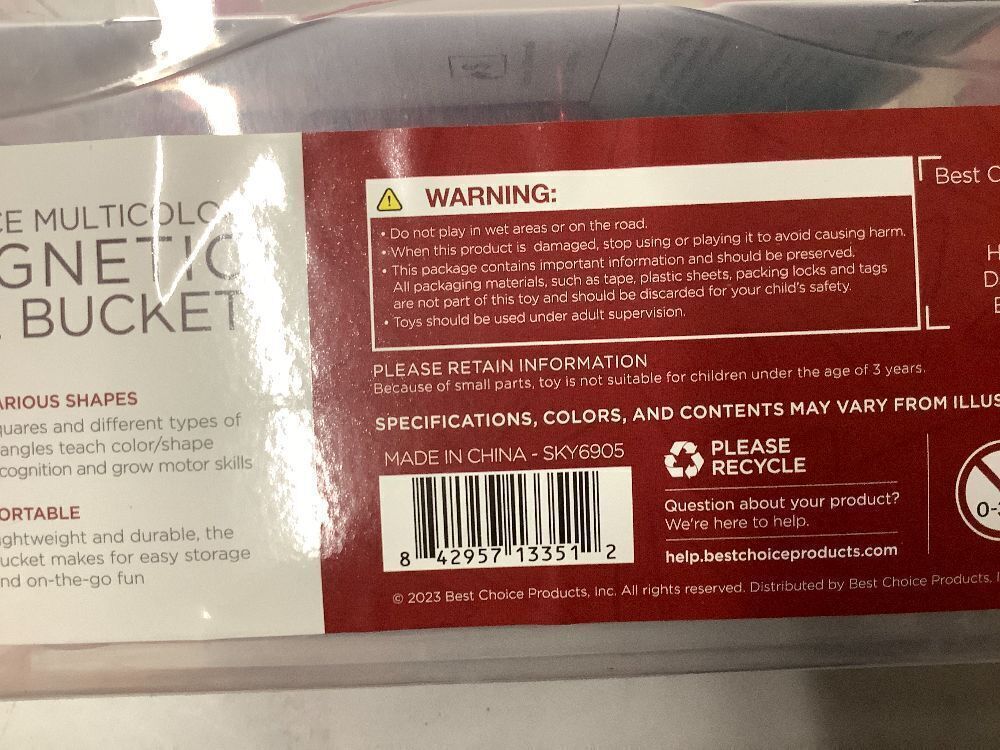 CE MULTICOLO
GNETIC
BUCKET
ARIOUS SHAPES
quares and different types of
angles teach color/shape
cognition and grow motor skills
ORTABLE
ghtweight and durable, the
ucket makes for easy storage
nd on-the-go fun
WARNING:
• Do not play in wet areas or on the road.
• When this product is damaged, stop using or playing it to avoid causing harm.
• This package contains important information and should be preserved.
All packaging materials, such as tape, plastic sheets, packing locks and tags
are not part of this toy and should be discarded for your child's safety.
• Toys should be used under adult supervision.
PLEASE RETAIN INFORMATION
Because of small parts, toy is not suitable for children under the age of 3 years.
SPECIFICATIONS, COLORS, AND CONTENTS MAY VARY FROM ILLUS
MADE IN CHINA - SKY6905
8 42957 13351 2
PLEASE
RECYCLE
Question about your product?
We're here to help.
help.bestchoiceproducts.com
© 2023 Best Choice Products, Inc. All rights reserved. Distributed by Best Choice Products, I
Best C
H
D
E
0-3